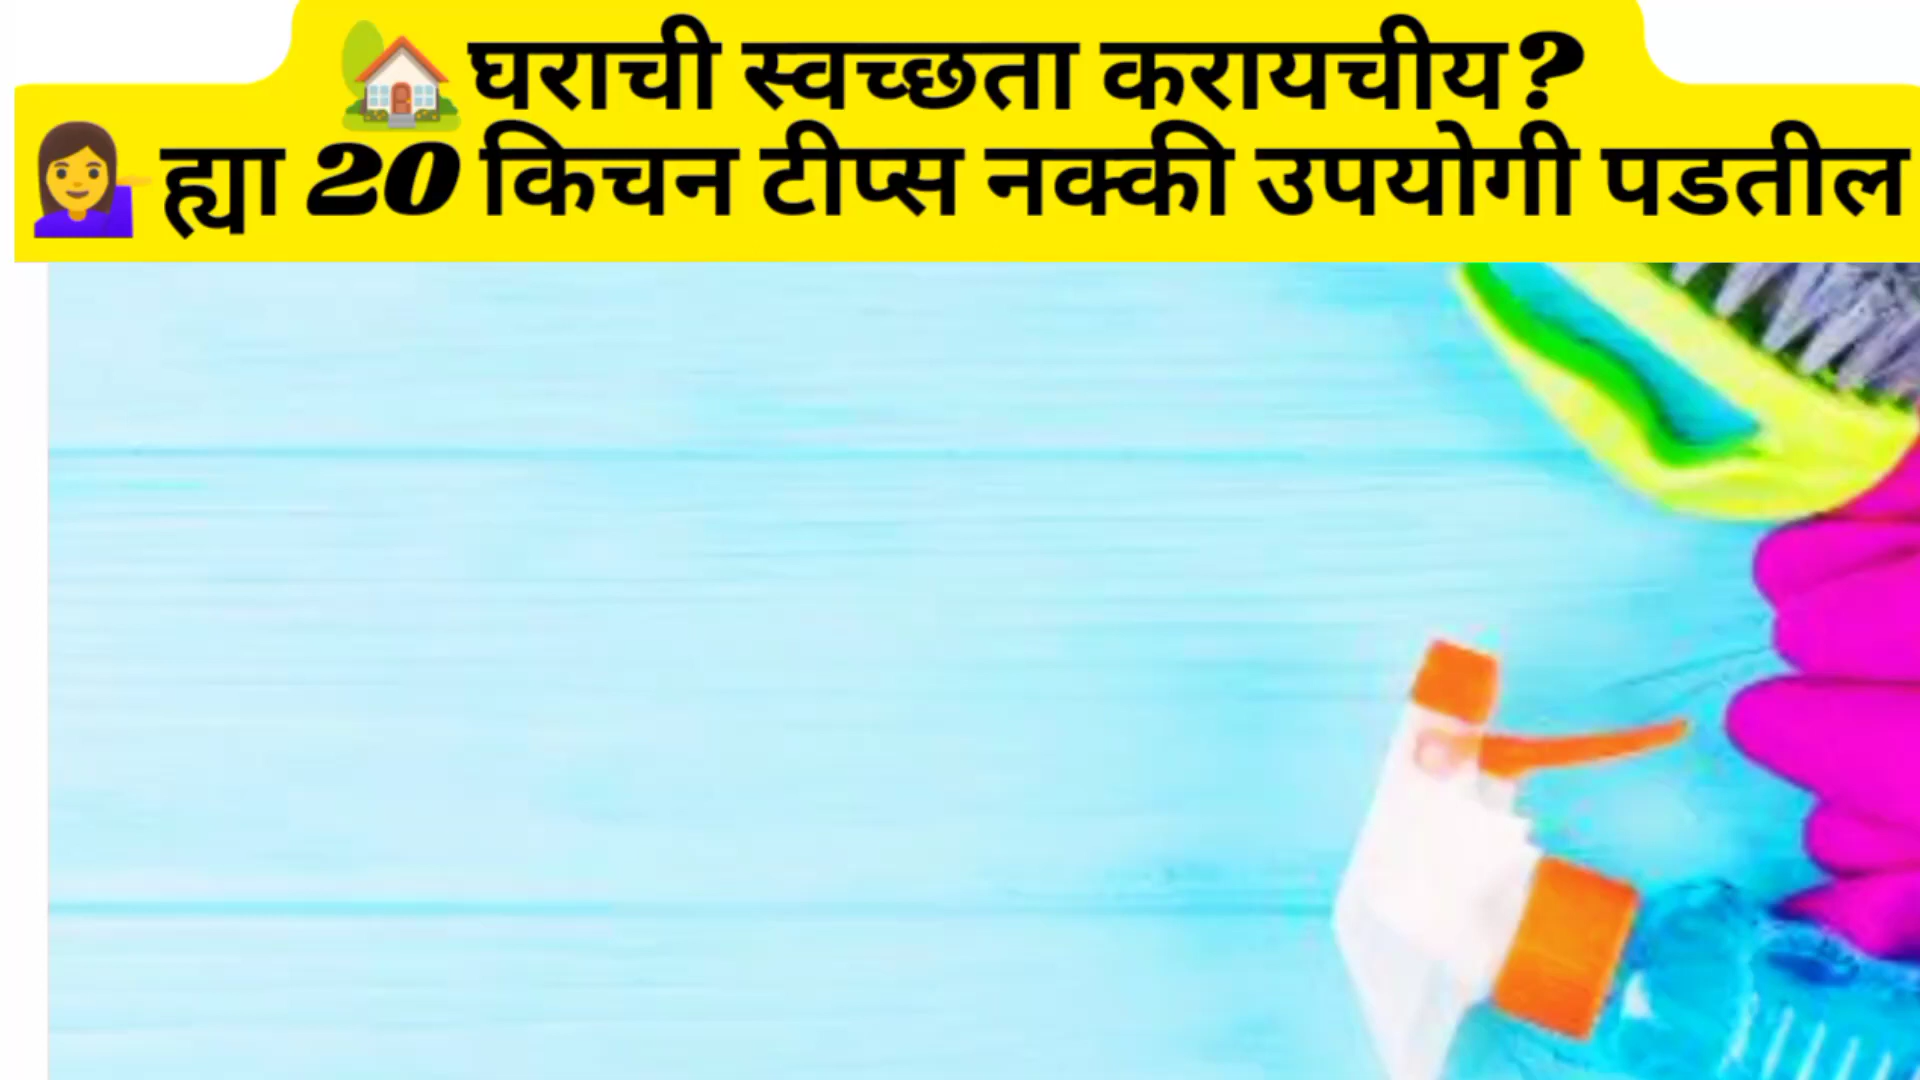 🏡घराची स्वच्छता करायचीय?
💁‍♀️ ह्या 20 किचन टीप्स नक्की उपयोगी पडतील